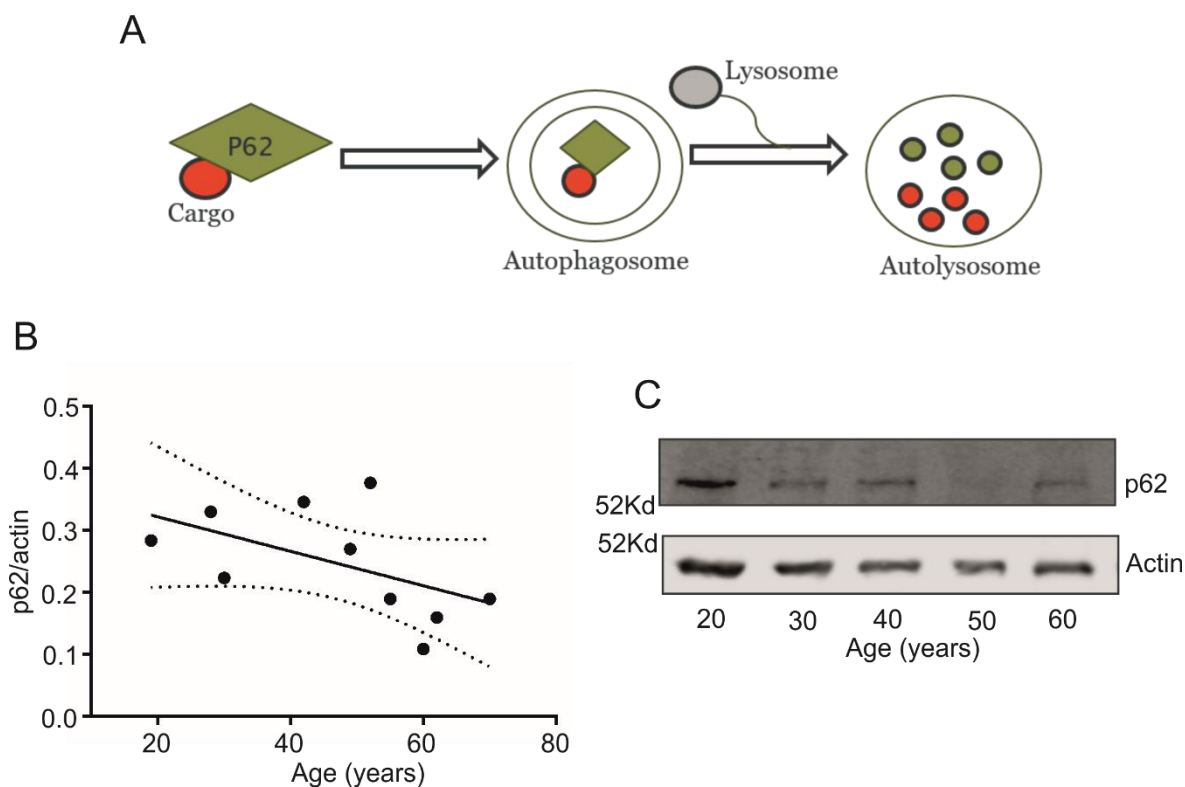 A
Lysosome
P62
Cargo
Autophagosome
Autolysosome
B
0.5
0.4
0.3
0.2
0.1
0.0
p62/actin
20 40 60 80
Age (years)
C
52Kd
p62
52Kd
Actin
20 30 40 50 60
Age (years)